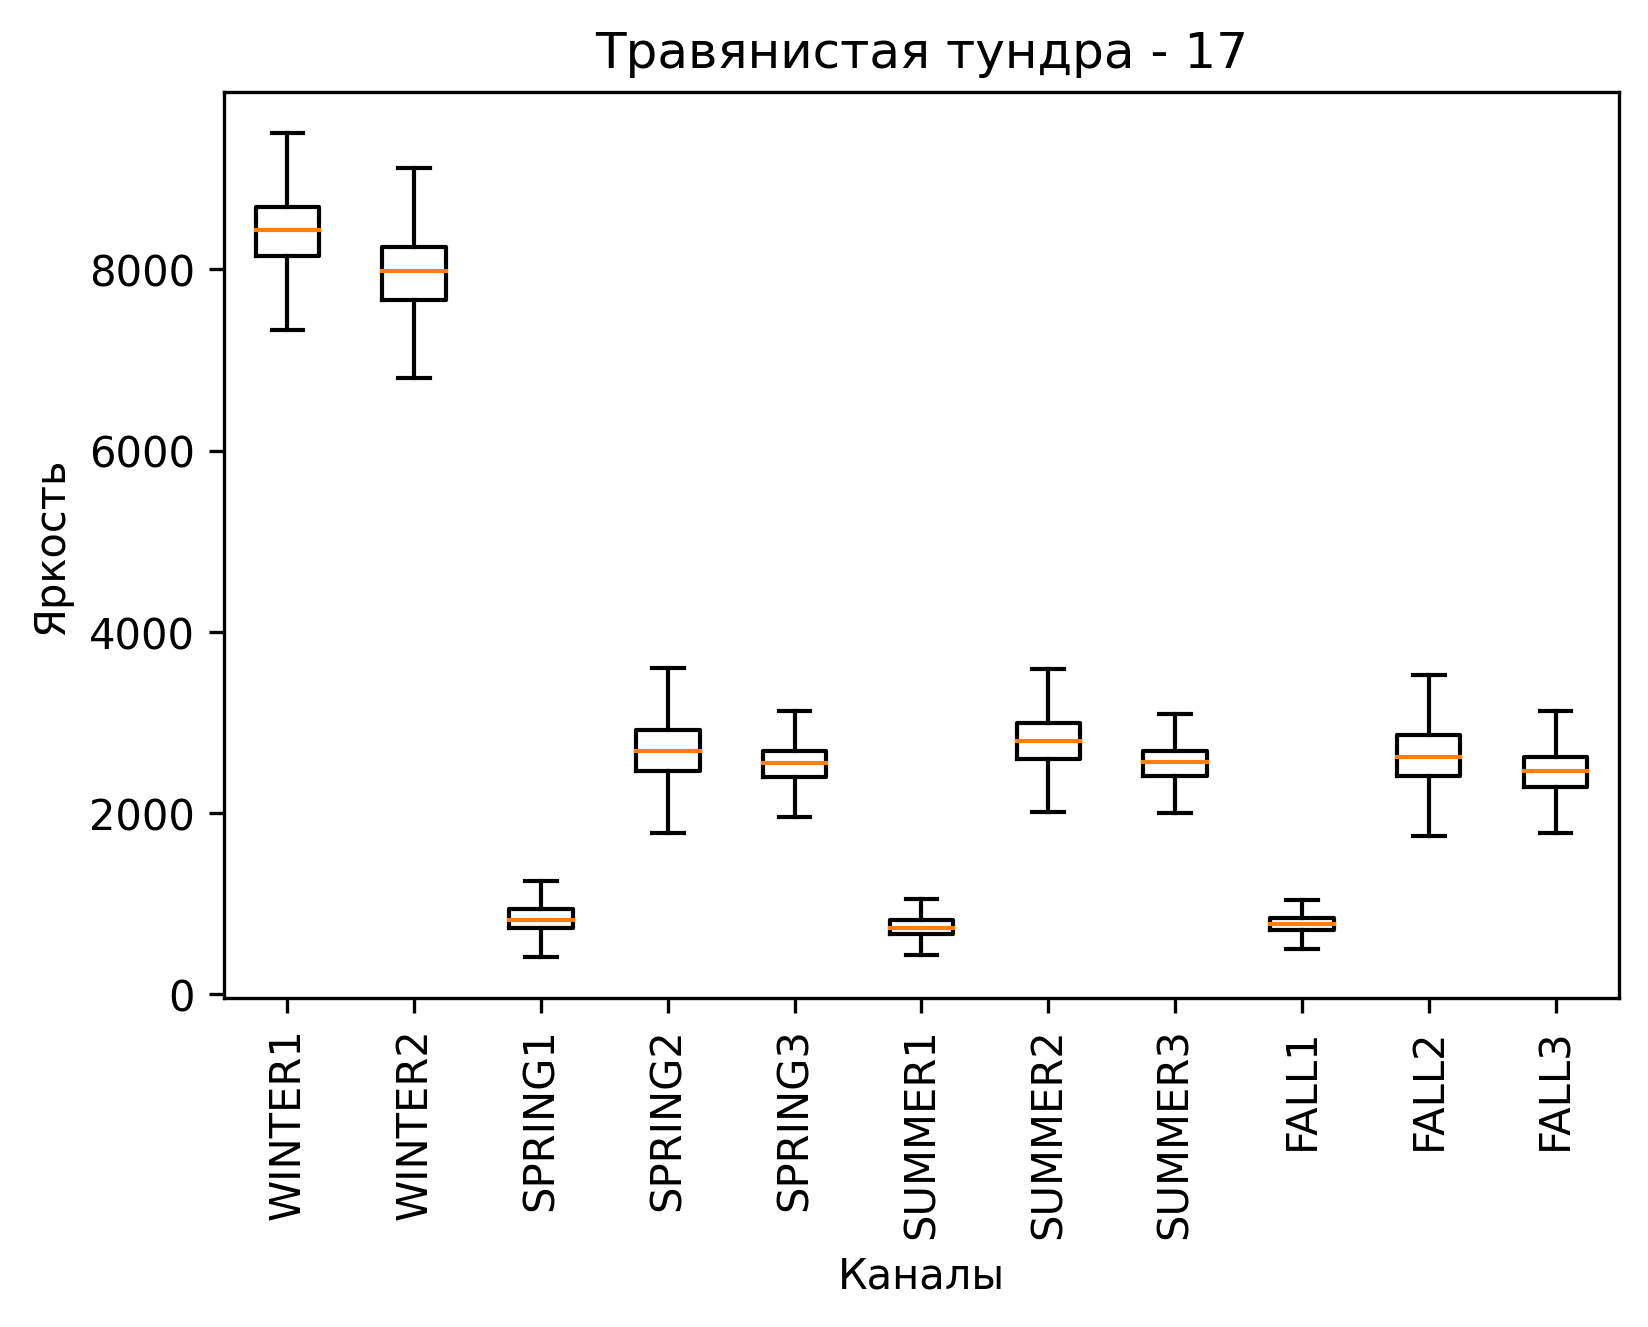 Травянистая тундра - 17
Яркость
8000
6000
4000
2000
0
WINTER1
WINTER2
SPRING1
SPRING2
SPRING3
SUMMER1
SUMMER2
SUMMER3
FALL1
FALL2
FALL3
Каналы